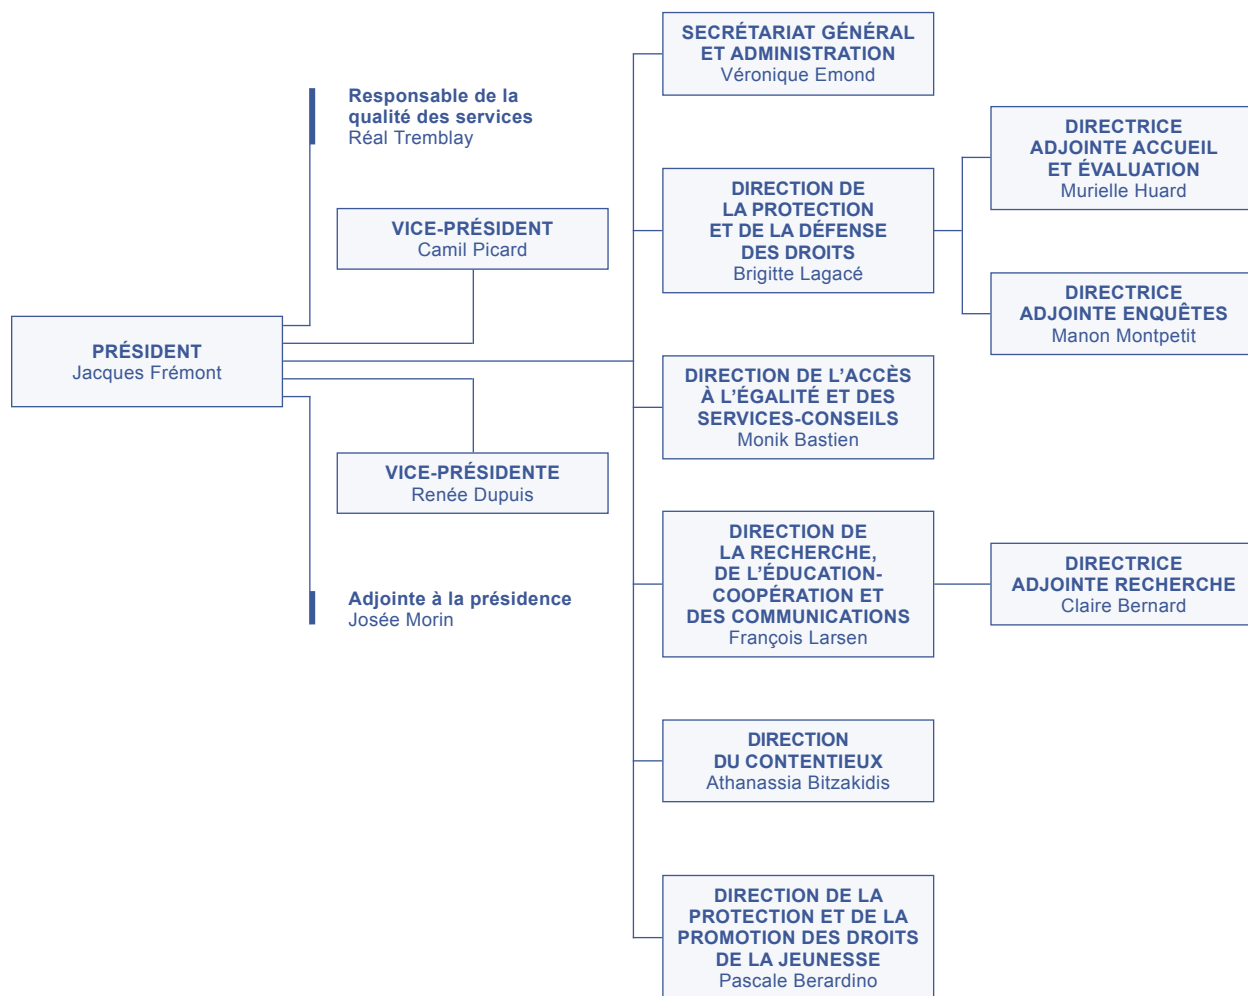 PRÉSIDENT
Jacques Frémont
Responsable de la
qualité des services
Réal Tremblay
VICE-PRÉSIDENT
Camil Picard
VICE-PRÉSIDENTE
Renée Dupuis
Adjointe à la présidence
Josée Morin
SECRÉTARIAT GÉNÉRAL
ET ADMINISTRATION
Véronique Emond
DIRECTION DE
LA PROTECTION
ET DE LA DÉFENSE
DES DROITS
Brigitte Lagacé
DIRECTRICE
ADJOINTE ACCUEIL
ET ÉVALUATION
Murielle Huard
DIRECTRICE
ADJOINTE ENQUÊTES
Manon Montpetit
DIRECTION DE L’ACCÈS
À L’ÉGALITÉ ET DES
SERVICES-CONSEILS
Monik Bastien
DIRECTION DE
LA RECHERCHE,
DE L’ÉDUCATION-
COOPÉRATION ET
DES COMMUNICATIONS
François Larsen
DIRECTRICE
ADJOINTE RECHERCHE
Claire Bernard
DIRECTION
DU CONTENTIEUX
Athanassia Bitzakidis
DIRECTION DE LA
PROTECTION ET DE LA
PROMOTION DES DROITS
DE LA JEUNESSE
Pascale Berardino